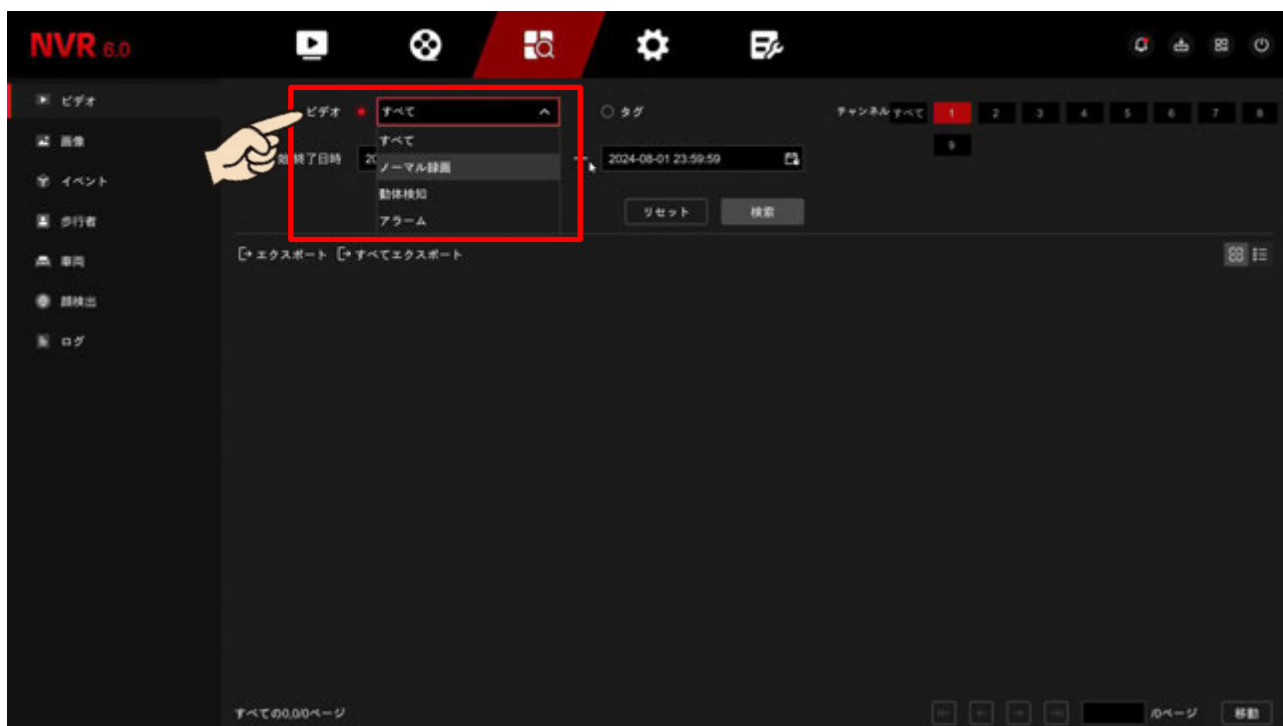 NVR 6.0
ビデオ
画像
イベント
歩行者
車両
顔検出
ログ
ビデオ すべて タグ
すべて
ノーマル録画
動体検知
アラーム
終了日時 20 — 2024-08-01 23:59:59
リセット 検索
チャンネル すべて 1 2 3 4 5 6 7 8
9
エクスポート すべてエクスポート
すべての0,0/0ページ
/0ページ 移動